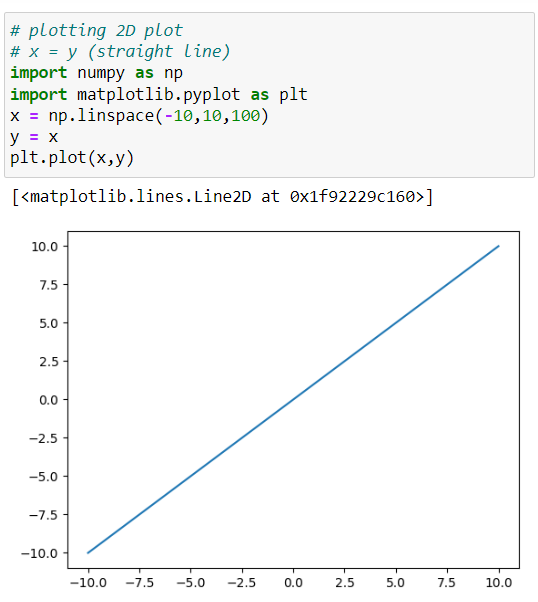 # plotting 2D plot
# x = y (straight line)
import numpy as np
import matplotlib.pyplot as plt
x = np.linspace(-10,10,100)
y = x
plt.plot(x,y)
[<matplotlib.lines.Line2D at 0x1f92229c160>]
10.0
7.5
5.0
2.5
0.0
−2.5
−5.0
−7.5
−10.0
−10.0 −7.5 −5.0 −2.5 0.0 2.5 5.0 7.5 10.0